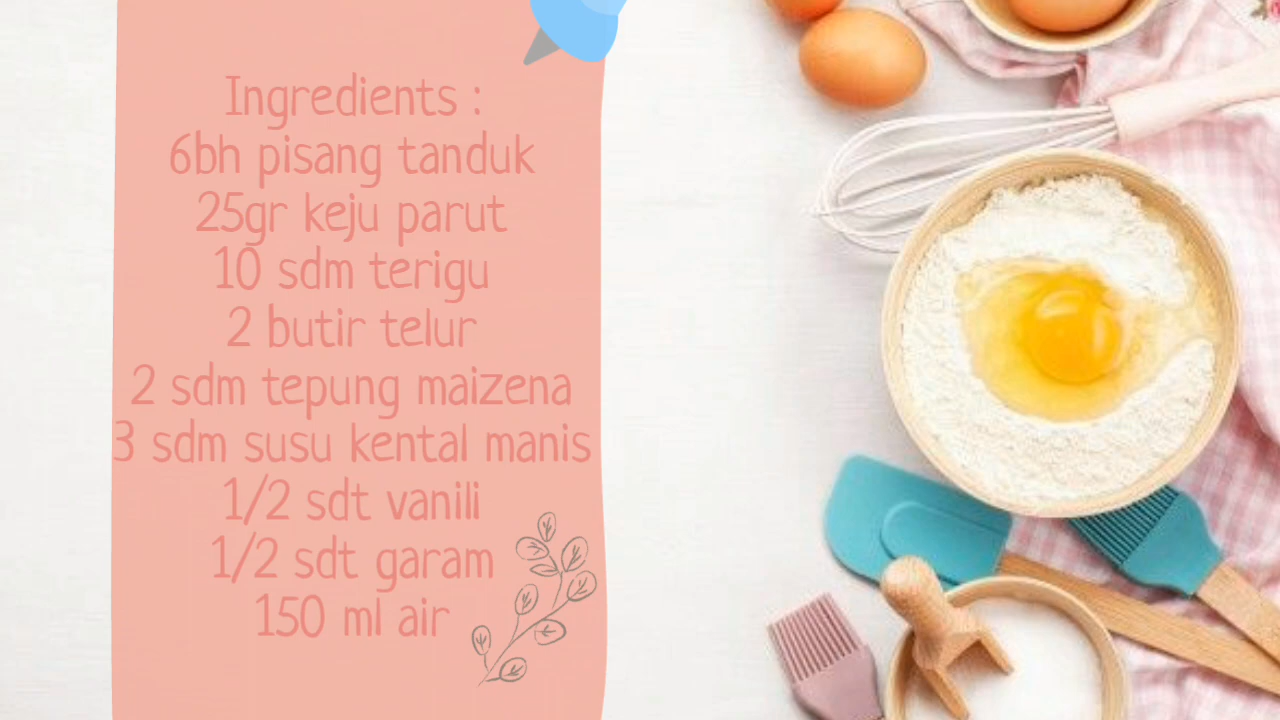 Ingredients :
6bh pisang tanduk
25gr keju parut
10 sdm terigu
2 butir telur
2 sdm tepung maizena
3 sdm susu kental manis
1/2 sdt vanili
1/2 sdt garam
150 ml air